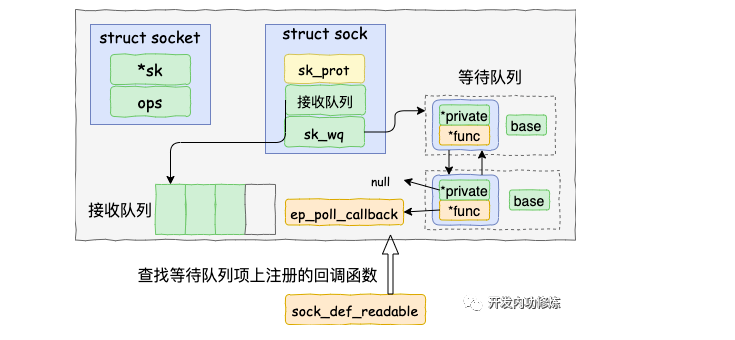 struct socket
*sk
ops
struct sock
sk_prot
接收队列
sk_wq
等待队列
*private
*func
base
接收队列
null
ep_poll_callback
*private
*func
base
查找等待队列项上注册的回调函数
sock_def_readable
开发内功修炼